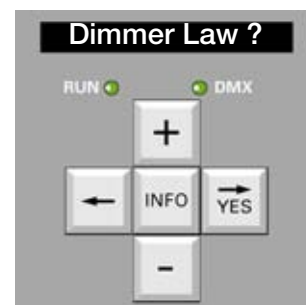 Dimmer Law ?
RUN DMX
+
← INFO → YES
-